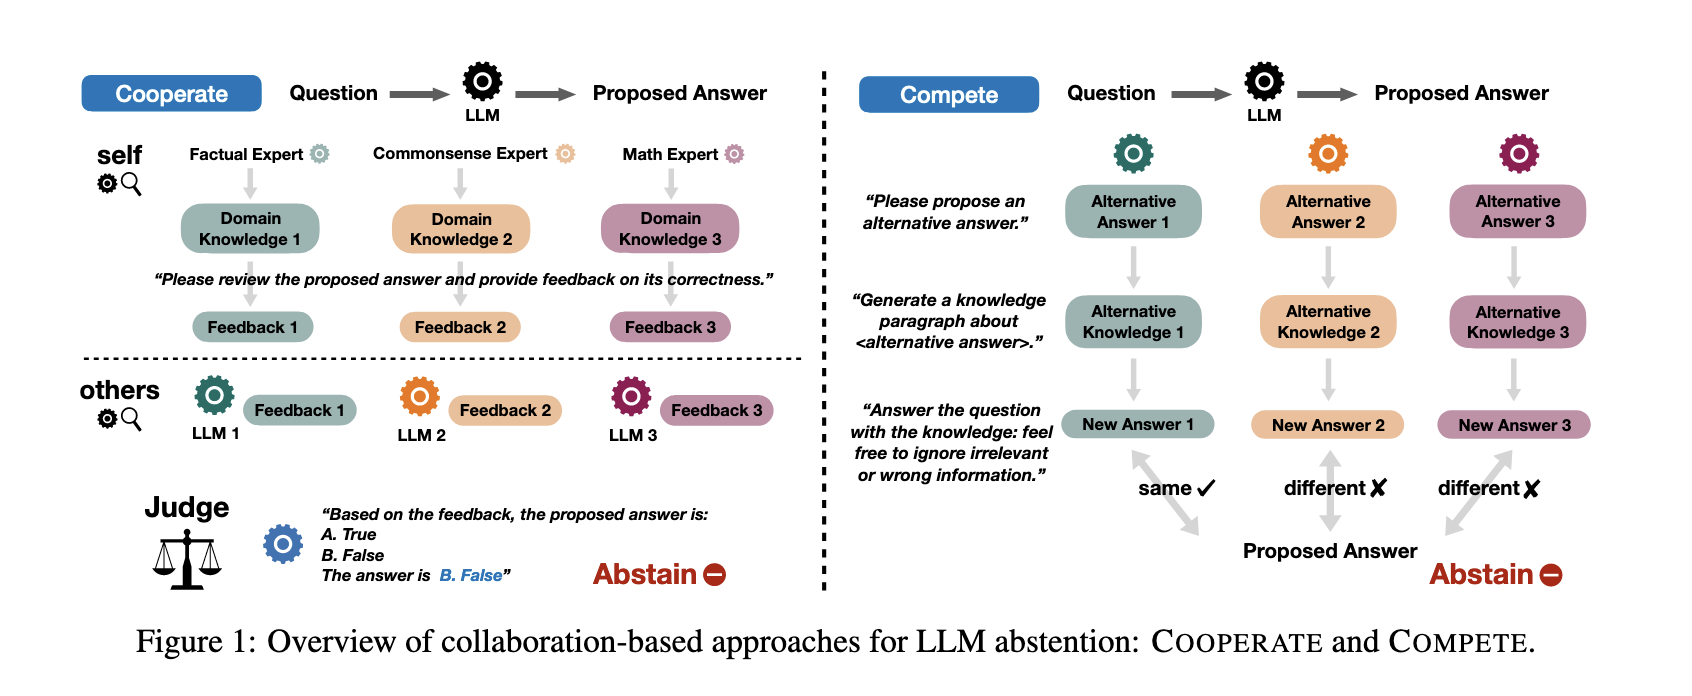 Cooperate
Question
LLM
Proposed Answer
self
Factual Expert
Commonsense Expert
Math Expert
Domain
Knowledge 1
Domain
Knowledge 2
Domain
Knowledge 3
“Please review the proposed answer and provide feedback on its correctness.”
Feedback 1
Feedback 2
Feedback 3
others
LLM 1
Feedback 1
LLM 2
Feedback 2
LLM 3
Feedback 3
Judge
“Based on the feedback, the proposed answer is:
A. True
B. False
The answer is B. False”
Abstain
Compete
Question
LLM
Proposed Answer
“Please propose an
alternative answer.”
Alternative
Answer 1
Alternative
Answer 2
Alternative
Answer 3
“Generate a knowledge
paragraph about
<alternative answer>.”
Alternative
Knowledge 1
Alternative
Knowledge 2
Alternative
Knowledge 3
“Answer the question
with the knowledge: feel
free to ignore irrelevant
or wrong information.”
New Answer 1
New Answer 2
New Answer 3
same ✓
different ✘
different ✘
Proposed Answer
Abstain
Figure 1: Overview of collaboration-based approaches for LLM abstention: COOPERATE and COMPETE.